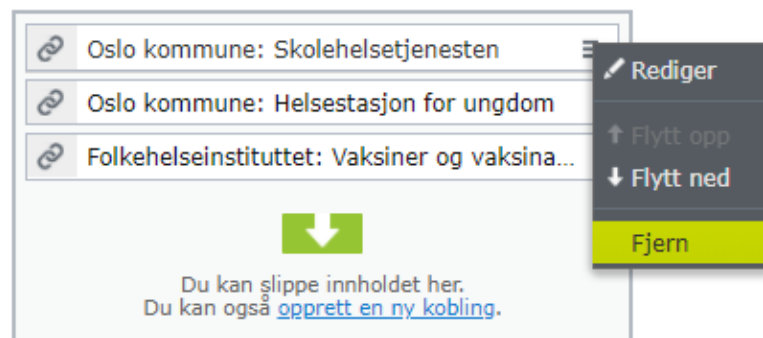 Oslo kommune: Skolehelsetjenesten
Rediger
Oslo kommune: Helsestasjon for ungdom
Flytt opp
Folkehelseinstituttet: Vaksiner og vaksina...
Flytt ned
Fjern
Du kan slippe innholdet her.
Du kan også opprett en ny kobling.